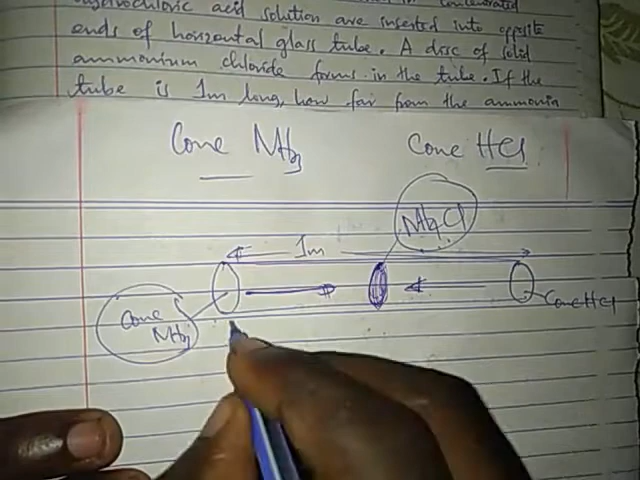 hydrochloric acid solution are inserted into opposite
ends of horizontal glass tube. A disc of solid
ammonium chloride forms in the tube. If the
tube is 1m long, how far from the ammonia
Conc NH3 Conc HCl
NH4Cl
1m
Conc HCl
Conc
NH3